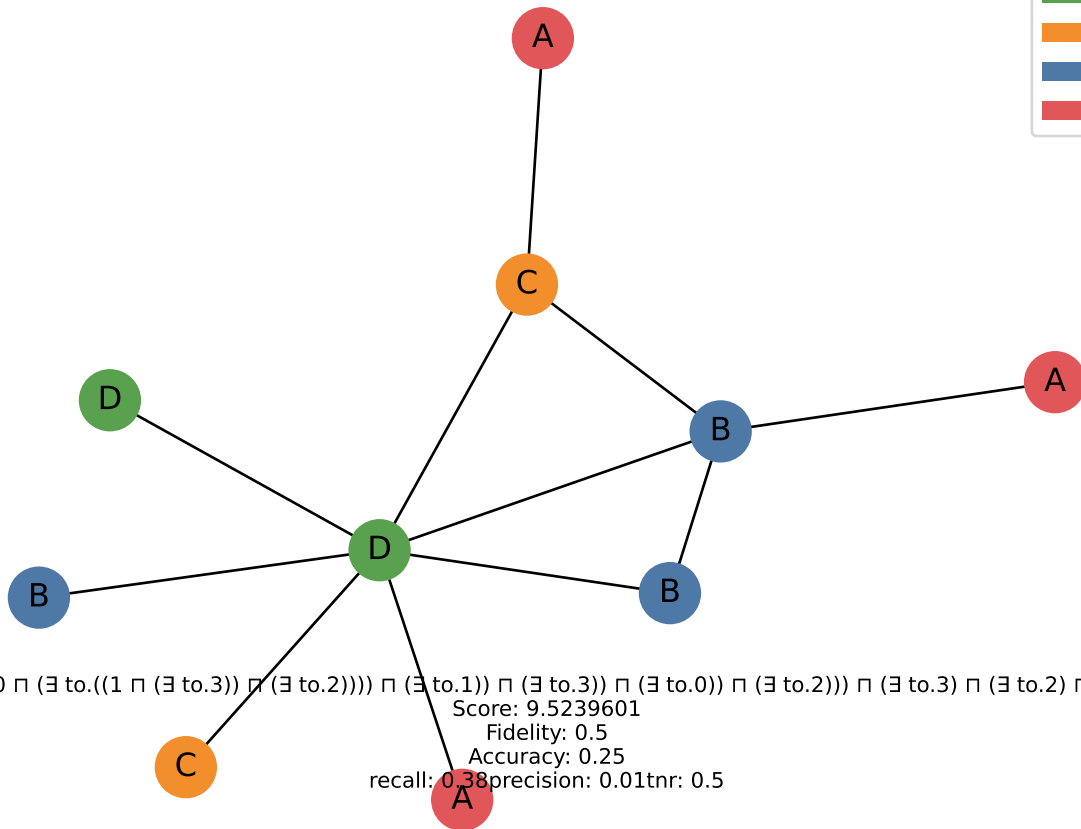 A
C
A
D
B
D
B
B
0 ⊓ (∃ to.((1 ⊓ (∃ to.3)) ⊓ (∃ to.2)))) ⊓ (∃ to.1)) ⊓ (∃ to.3)) ⊓ (∃ to.0)) ⊓ (∃ to.2))) ⊓ (∃ to.3) ⊓ (∃ to.2) ⊓
Score: 9.5239601
Fidelity: 0.5
Accuracy: 0.25
C
recall: 0.38precision: 0.01tnr: 0.5
A